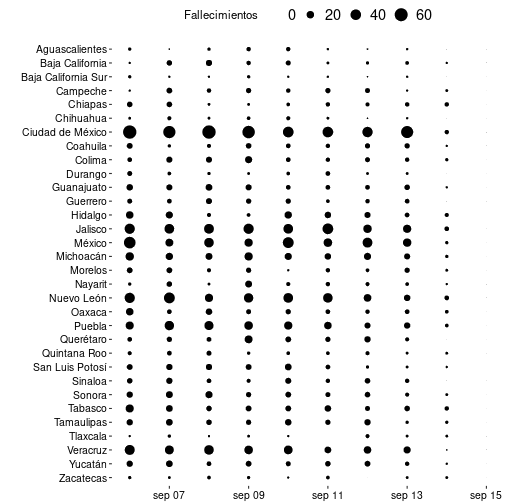 Fallecimientos 0 20 40 60
Aguascalientes
Baja California
Baja California Sur
Campeche
Chiapas
Chihuahua
Ciudad de México
Coahuila
Colima
Durango
Guanajuato
Guerrero
Hidalgo
Jalisco
México
Michoacán
Morelos
Nayarit
Nuevo León
Oaxaca
Puebla
Querétaro
Quintana Roo
San Luis Potosí
Sinaloa
Sonora
Tabasco
Tamaulipas
Tlaxcala
Veracruz
Yucatán
Zacatecas
sep 07 sep 09 sep 11 sep 13 sep 15